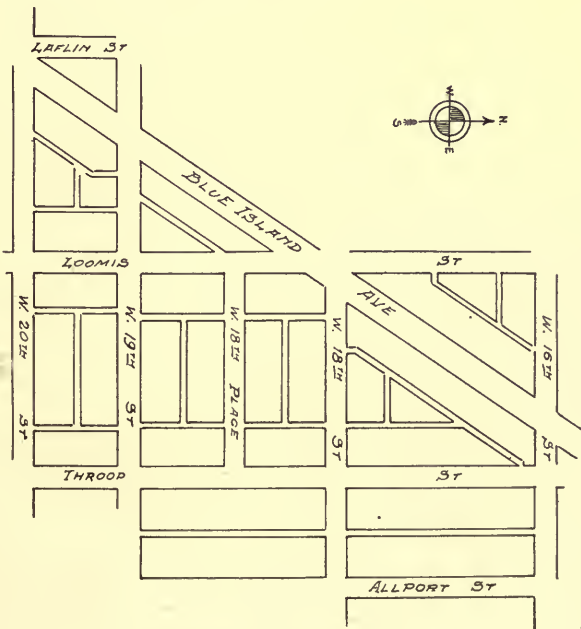 LAFLIN ST
W
S
N.
E
BLUE ISLAND
AVE
LOOMIS
ST
W. 20TH
ST
W. 19TH
ST
W. 18TH
PLACE
W. 18TH
ST
W. 16TH
ST
THROOP
ST
ALLPORT ST